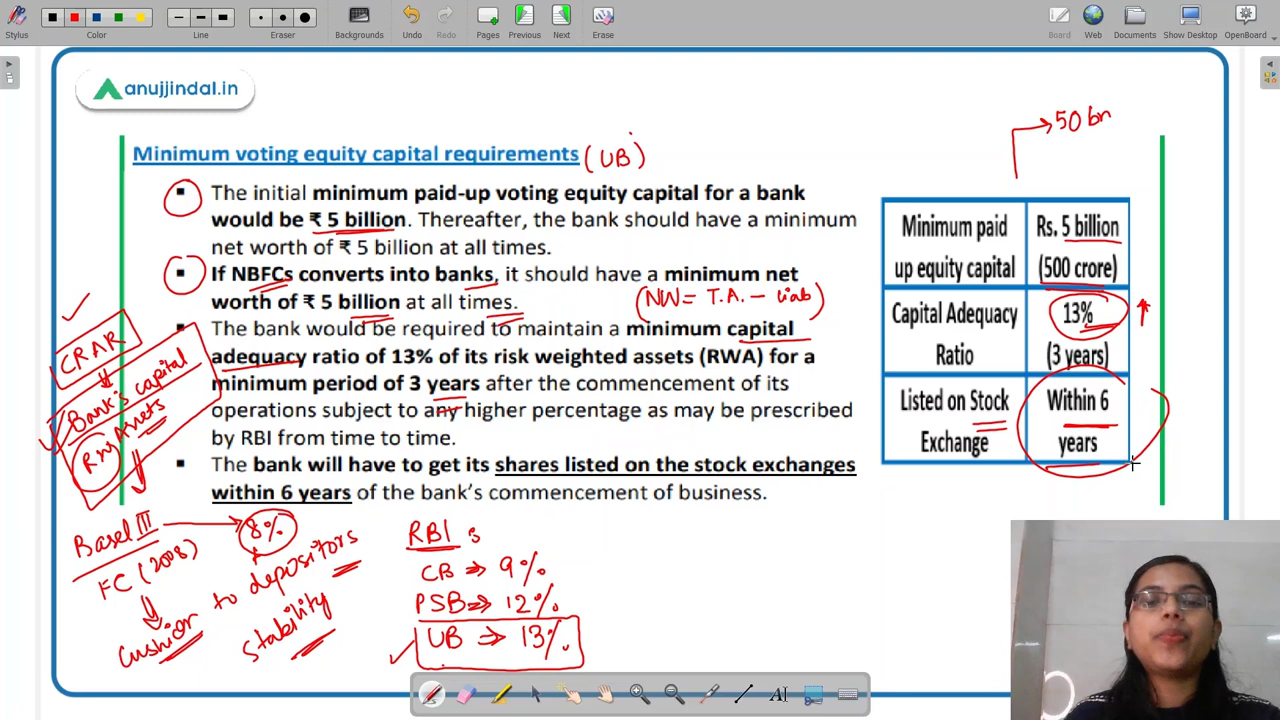 Color
Line
Eraser
Backgrounds
Undo
Redo
Pages
Previous
Next
Erase
Board
Web
Documents
Show Desktop
OpenBoard
anujjindal.in
50 bn
Minimum voting equity capital requirements (UB)
The initial minimum paid-up voting equity capital for a bank
would be ₹ 5 billion. Thereafter, the bank should have a minimum
net worth of ₹ 5 billion at all times.
If NBFCs converts into banks, it should have a minimum net
worth of ₹ 5 billion at all times.
(NW = T.A. - liab)
The bank would be required to maintain a minimum capital
adequacy ratio of 13% of its risk weighted assets (RWA) for a
minimum period of 3 years after the commencement of its
operations subject to any higher percentage as may be prescribed
by RBI from time to time.
The bank will have to get its shares listed on the stock exchanges
within 6 years of the bank's commencement of business.
Minimum paid
up equity capital
Rs. 5 billion
(500 crore)
Capital Adequacy
Ratio
13%
(3 years)
Listed on Stock
Exchange
Within 6
years
CRAR
Bank's capital
RW Assets
Basel III
8%
FC (2008)
cushion to depositors
stability
RBI :
CB → 9%
PSB → 12%
UB → 13%